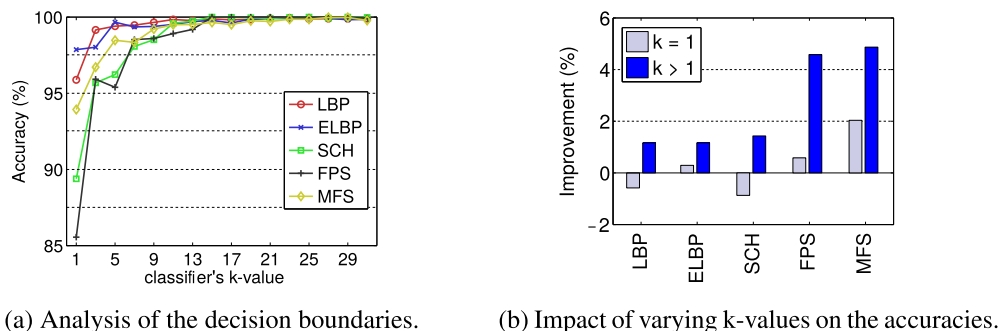 100
95
90
85
Accuracy (%)
LBP
ELBP
SCH
FPS
MFS
1 5 9 13 17 21 25 29
classifier's k-value
(a) Analysis of the decision boundaries.
6
4
2
0
−2
Improvement (%)
k = 1
k > 1
LBP
ELBP
SCH
FPS
MFS
(b) Impact of varying k-values on the accuracies.